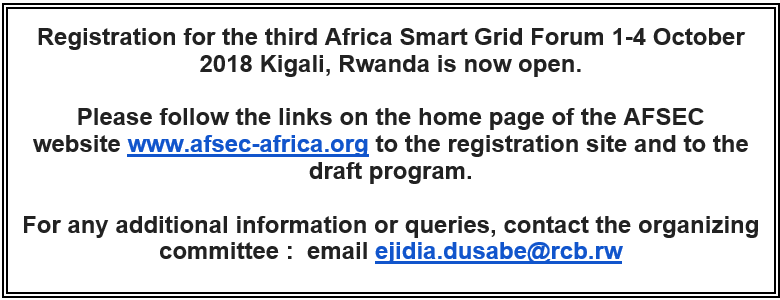 Registration for the third Africa Smart Grid Forum 1-4 October
2018 Kigali, Rwanda is now open.
Please follow the links on the home page of the AFSEC
website www.afsec-africa.org to the registration site and to the
draft program.
For any additional information or queries, contact the organizing
committee :  email ejidia.dusabe@rcb.rw